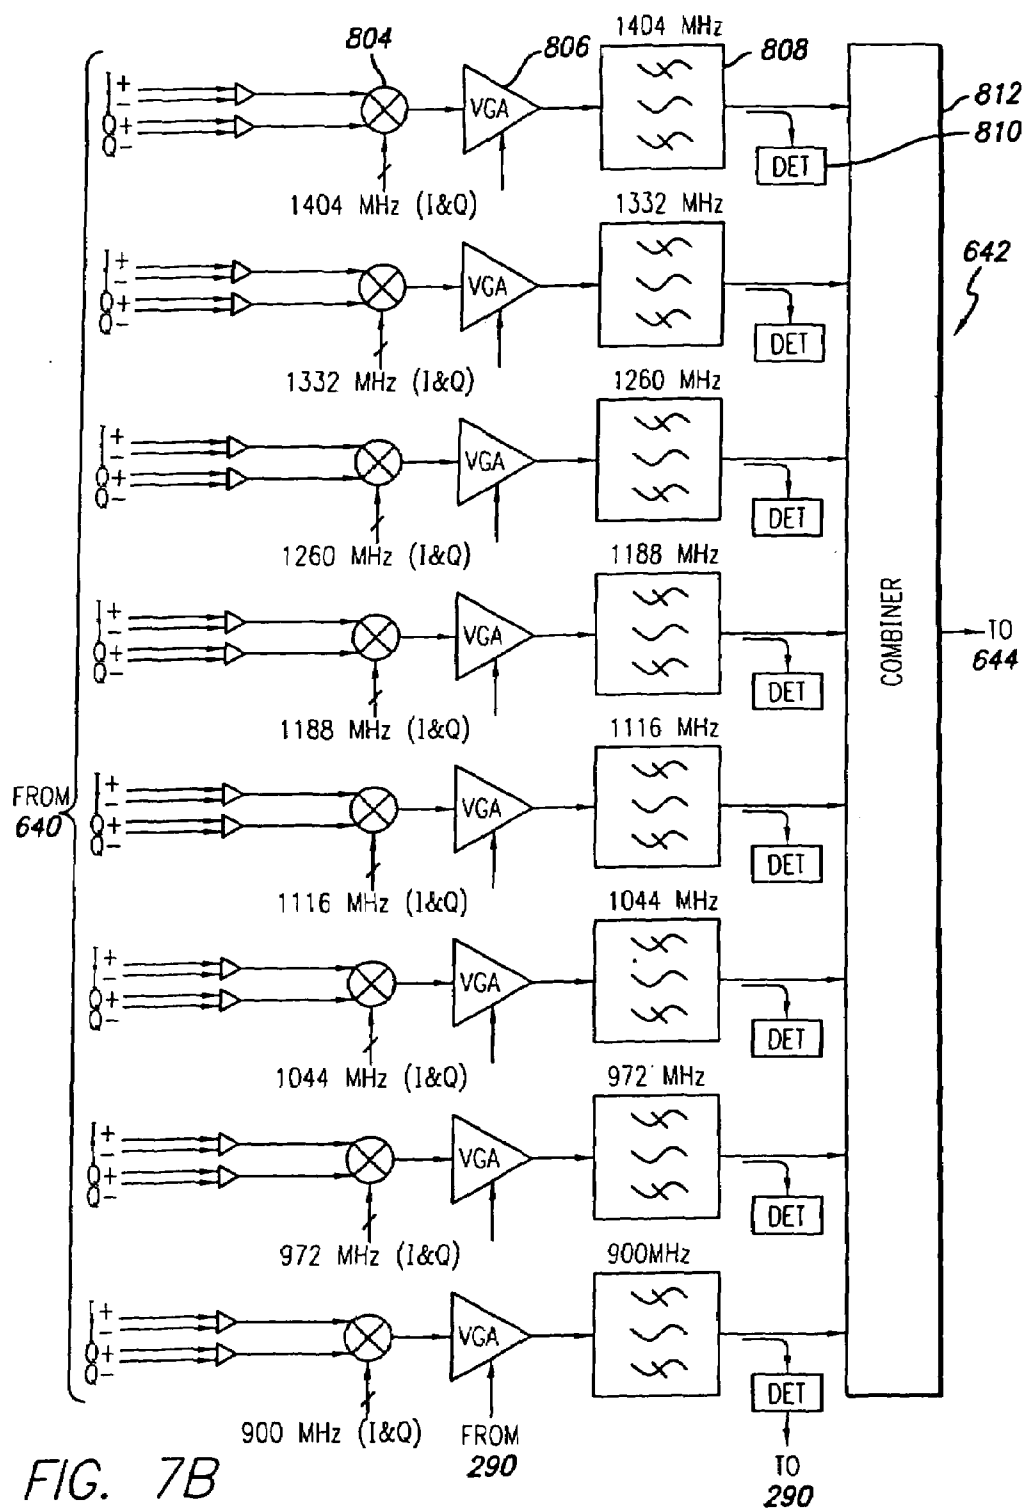 1404 MHz
804
806
808
I+
–
Q+
Q–
VGA
812
810
DET
1404 MHz (I&Q)
1332 MHz
642
I+
–
Q+
Q–
VGA
DET
1332 MHz (I&Q)
1260 MHz
I+
–
Q+
Q–
VGA
DET
1260 MHz (I&Q)
1188 MHz
I+
–
Q+
Q–
VGA
COMBINER
TO
644
DET
1188 MHz (I&Q)
1116 MHz
FROM
640
I+
–
Q+
Q–
VGA
DET
1116 MHz (I&Q)
1044 MHz
I+
–
Q+
Q–
VGA
DET
1044 MHz (I&Q)
972 MHz
I+
–
Q+
Q–
VGA
DET
972 MHz (I&Q)
900MHz
I+
–
Q+
Q–
VGA
DET
900 MHz (I&Q)
FROM
290
TO
290
FIG. 7B